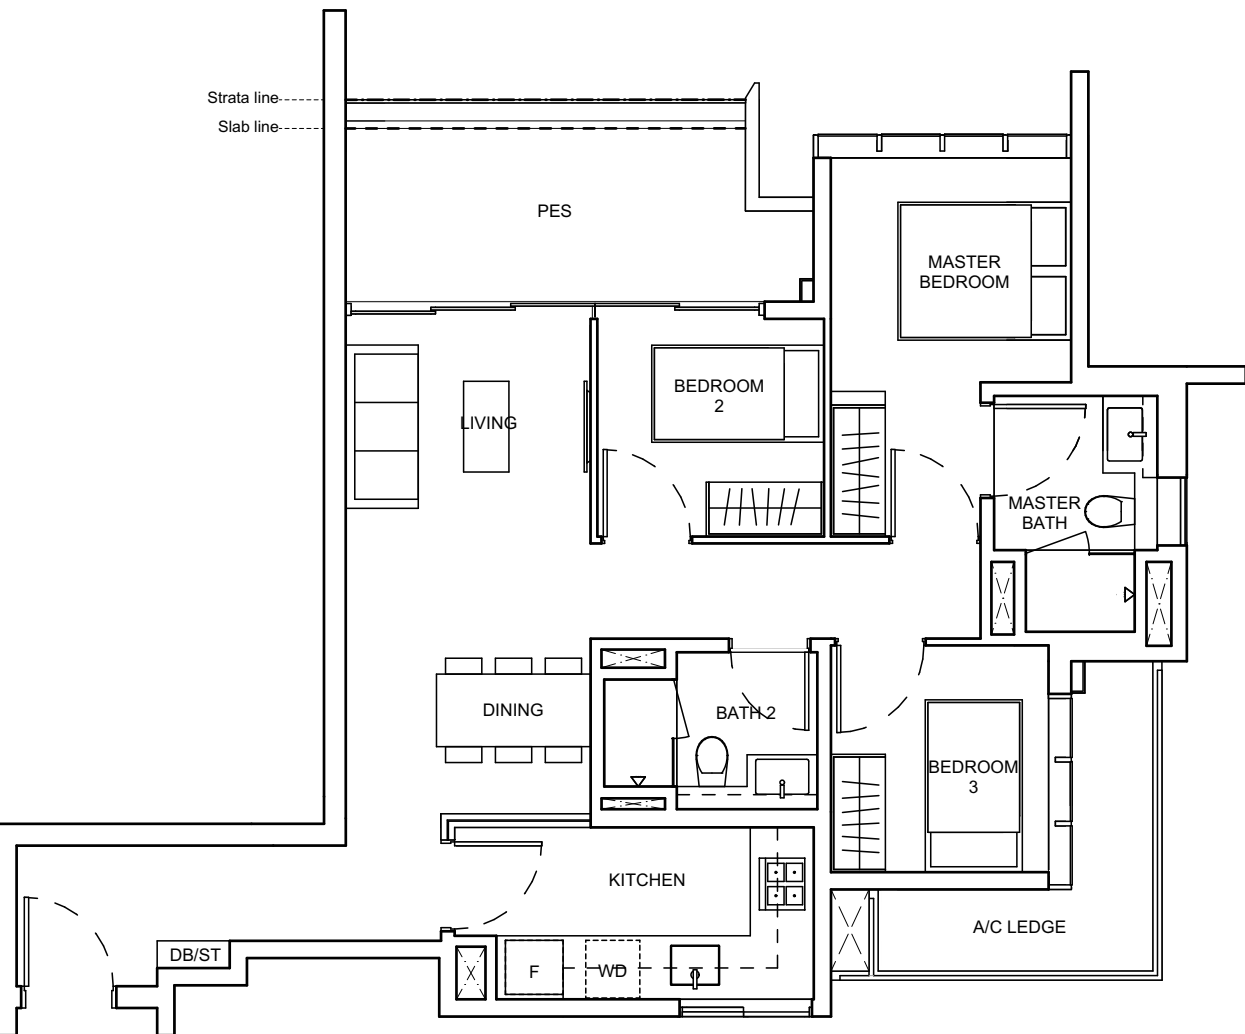 Strata line
Slab line
PES
MASTER
BEDROOM
BEDROOM
2
LIVING
MASTER
BATH
DINING
BATH 2
BEDROOM
3
KITCHEN
A/C LEDGE
DB/ST
F
WD